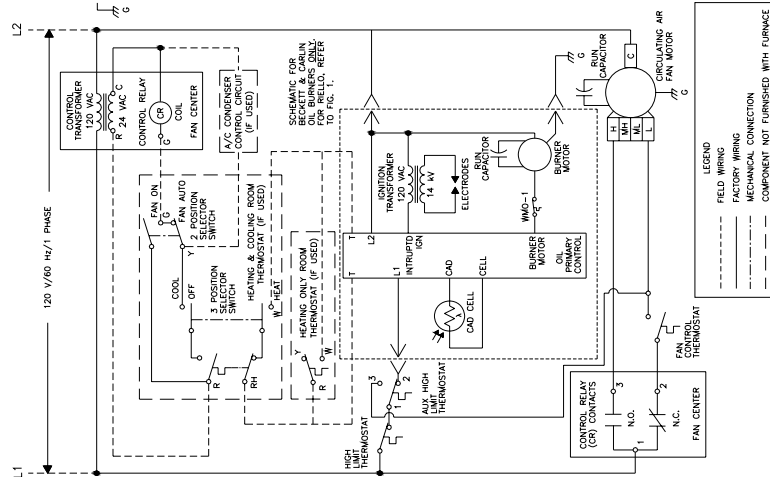 L1
120 V/60 Hz/1 PHASE
L2
G
CONTROL
TRANSFORMER
120 VAC
24 VAC
R
C
CONTROL RELAY
CR
COIL
G
FAN CENTER
A/C CONDENSER
CONTROL CIRCUIT
(IF USED)
FAN ON
G
FAN AUTO
2 POSITION
SELECTOR
SWITCH
Y
COOL
OFF
3 POSITION
SELECTOR
SWITCH
HEATING & COOLING ROOM
THERMOSTAT (IF USED)
W
HEAT
R
RH
HEATING ONLY ROOM
THERMOSTAT (IF USED)
Y
W
R
SCHEMATIC FOR
BECKETT & CARLIN
OIL BURNERS ONLY.
FOR RIELLO, REFER
TO FIG. 1.
T
T
L2
L1
INTRUPTD
IGN
CAD
CELL
BURNER
MOTOR
OIL
PRIMARY
CONTROL
IGNITION
TRANSFORMER
120 VAC
14 kV
ELECTRODES
RUN
CAPACITOR
BURNER
MOTOR
WMO-1
G
λ
CAD CELL
HIGH
LIMIT
THERMOSTAT
AUX HIGH
LIMIT
THERMOSTAT
1
2
3
RUN
CAPACITOR
CIRCULATING AIR
FAN MOTOR
C
H
MH
ML
L
G
CONTROL RELAY
(CR) CONTACTS
N.O.
N.C.
1
2
3
FAN CENTER
FAN
CONTROL
THERMOSTAT
LEGEND
FIELD WIRING
FACTORY WIRING
MECHANICAL CONNECTION
COMPONENT NOT FURNISHED WITH FURNACE